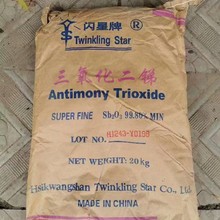 闪星牌 ®
Twinkling Star
三氧化二锑
Antimony Trioxide
SUPER FINE Sb₂O₃ 99.80% MIN
LOT NO.
NET WEIGHT: 20kg
Hsikwangshan Twinkling Star Co., Ltd.
MADE IN CHINA